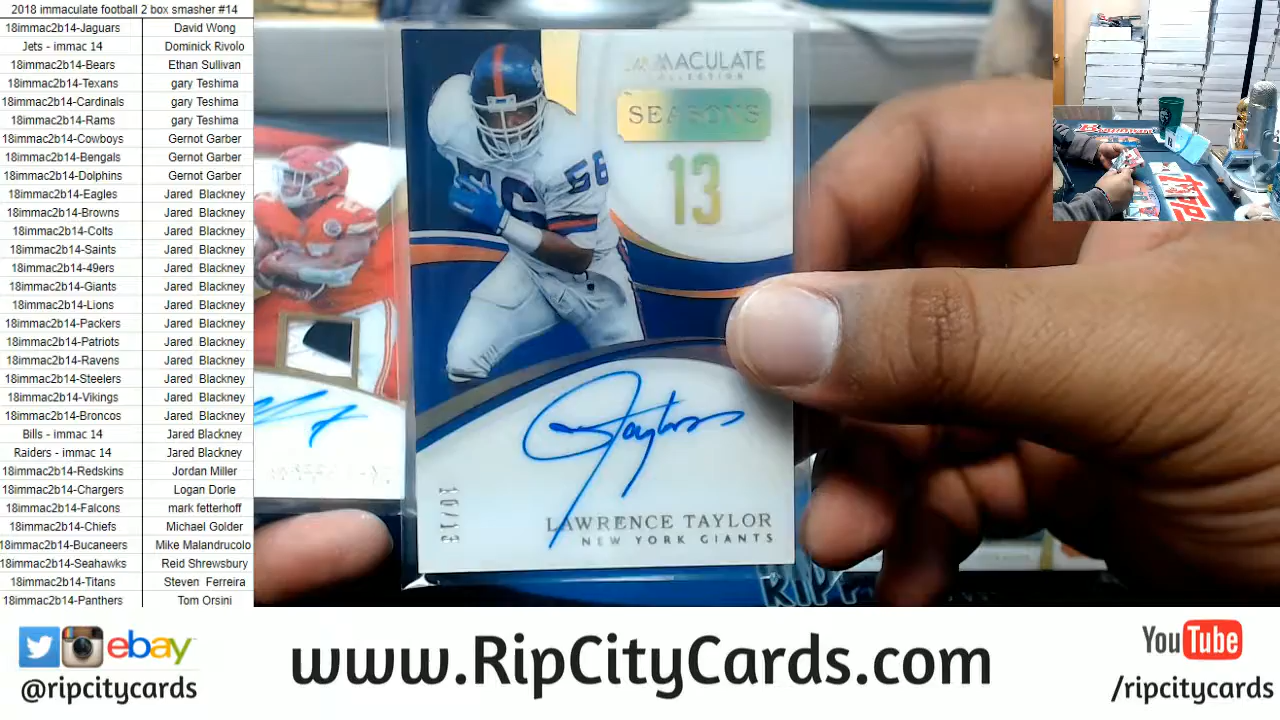 2018 immaculate football 2 box smasher #14
18immac2b14-Jaguars David Wong
Jets - immac 14 Dominick Rivolo
18immac2b14-Bears Ethan Sullivan
18immac2b14-Texans gary Teshima
18immac2b14-Cardinals gary Teshima
18immac2b14-Rams gary Teshima
18immac2b14-Cowboys Gernot Garber
18immac2b14-Bengals Gernot Garber
18immac2b14-Dolphins Gernot Garber
18immac2b14-Eagles Jared Blackney
18immac2b14-Browns Jared Blackney
18immac2b14-Colts Jared Blackney
18immac2b14-Saints Jared Blackney
18immac2b14-49ers Jared Blackney
18immac2b14-Giants Jared Blackney
18immac2b14-Lions Jared Blackney
18immac2b14-Packers Jared Blackney
18immac2b14-Patriots Jared Blackney
18immac2b14-Ravens Jared Blackney
18immac2b14-Steelers Jared Blackney
18immac2b14-Vikings Jared Blackney
18immac2b14-Broncos Jared Blackney
Bills - immac 14 Jared Blackney
Raiders - immac 14 Jared Blackney
18immac2b14-Redskins Jordan Miller
18immac2b14-Chargers Logan Dorle
18immac2b14-Falcons mark fetterhoff
18immac2b14-Chiefs Michael Golder
18immac2b14-Bucaneers Mike Malandrucolo
18immac2b14-Seahawks Reid Shrewsbury
18immac2b14-Titans Steven Ferreira
18immac2b14-Panthers Tom Orsini
IMMACULATE
COLLECTION
SEASONS
13
56
56
LTaylor
LAWRENCE TAYLOR
NEW YORK GIANTS
RIP
ebay
@ripcitycards
www.RipCityCards.com
YouTube
/ripcitycards